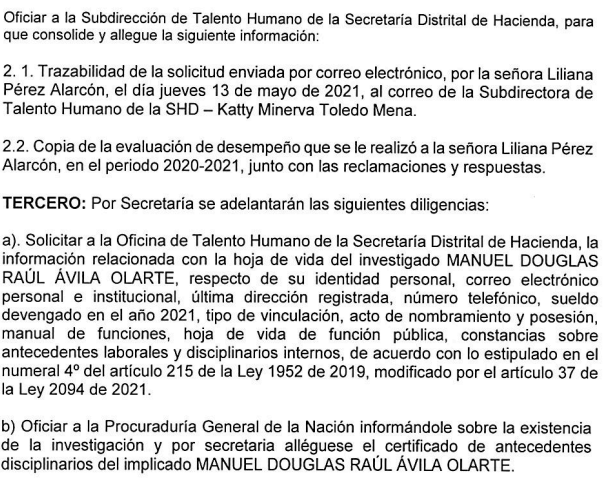 Oficiar a la Subdirección de Talento Humano de la Secretaría Distrital de Hacienda, para
que consolide y allegue la siguiente información:
2. 1. Trazabilidad de la solicitud enviada por correo electrónico, por la señora Liliana
Pérez Alarcón, el día jueves 13 de mayo de 2021, al correo de la Subdirectora de
Talento Humano de la SHD – Katty Minerva Toledo Mena.
2.2. Copia de la evaluación de desempeño que se le realizó a la señora Liliana Pérez
Alarcón, en el periodo 2020-2021, junto con las reclamaciones y respuestas.
TERCERO: Por Secretaría se adelantarán las siguientes diligencias:
a). Solicitar a la Oficina de Talento Humano de la Secretaría Distrital de Hacienda, la
información relacionada con la hoja de vida del investigado MANUEL DOUGLAS
RAÚL ÁVILA OLARTE, respecto de su identidad personal, correo electrónico
personal e institucional, última dirección registrada, número telefónico, sueldo
devengado en el año 2021, tipo de vinculación, acto de nombramiento y posesión,
manual de funciones, hoja de vida de función pública, constancias sobre
antecedentes laborales y disciplinarios internos, de acuerdo con lo estipulado en el
numeral 4º del artículo 215 de la Ley 1952 de 2019, modificado por el artículo 37 de
la Ley 2094 de 2021.
b) Oficiar a la Procuraduría General de la Nación informándole sobre la existencia
de la investigación y por secretaria alléguese el certificado de antecedentes
disciplinarios del implicado MANUEL DOUGLAS RAÚL ÁVILA OLARTE.